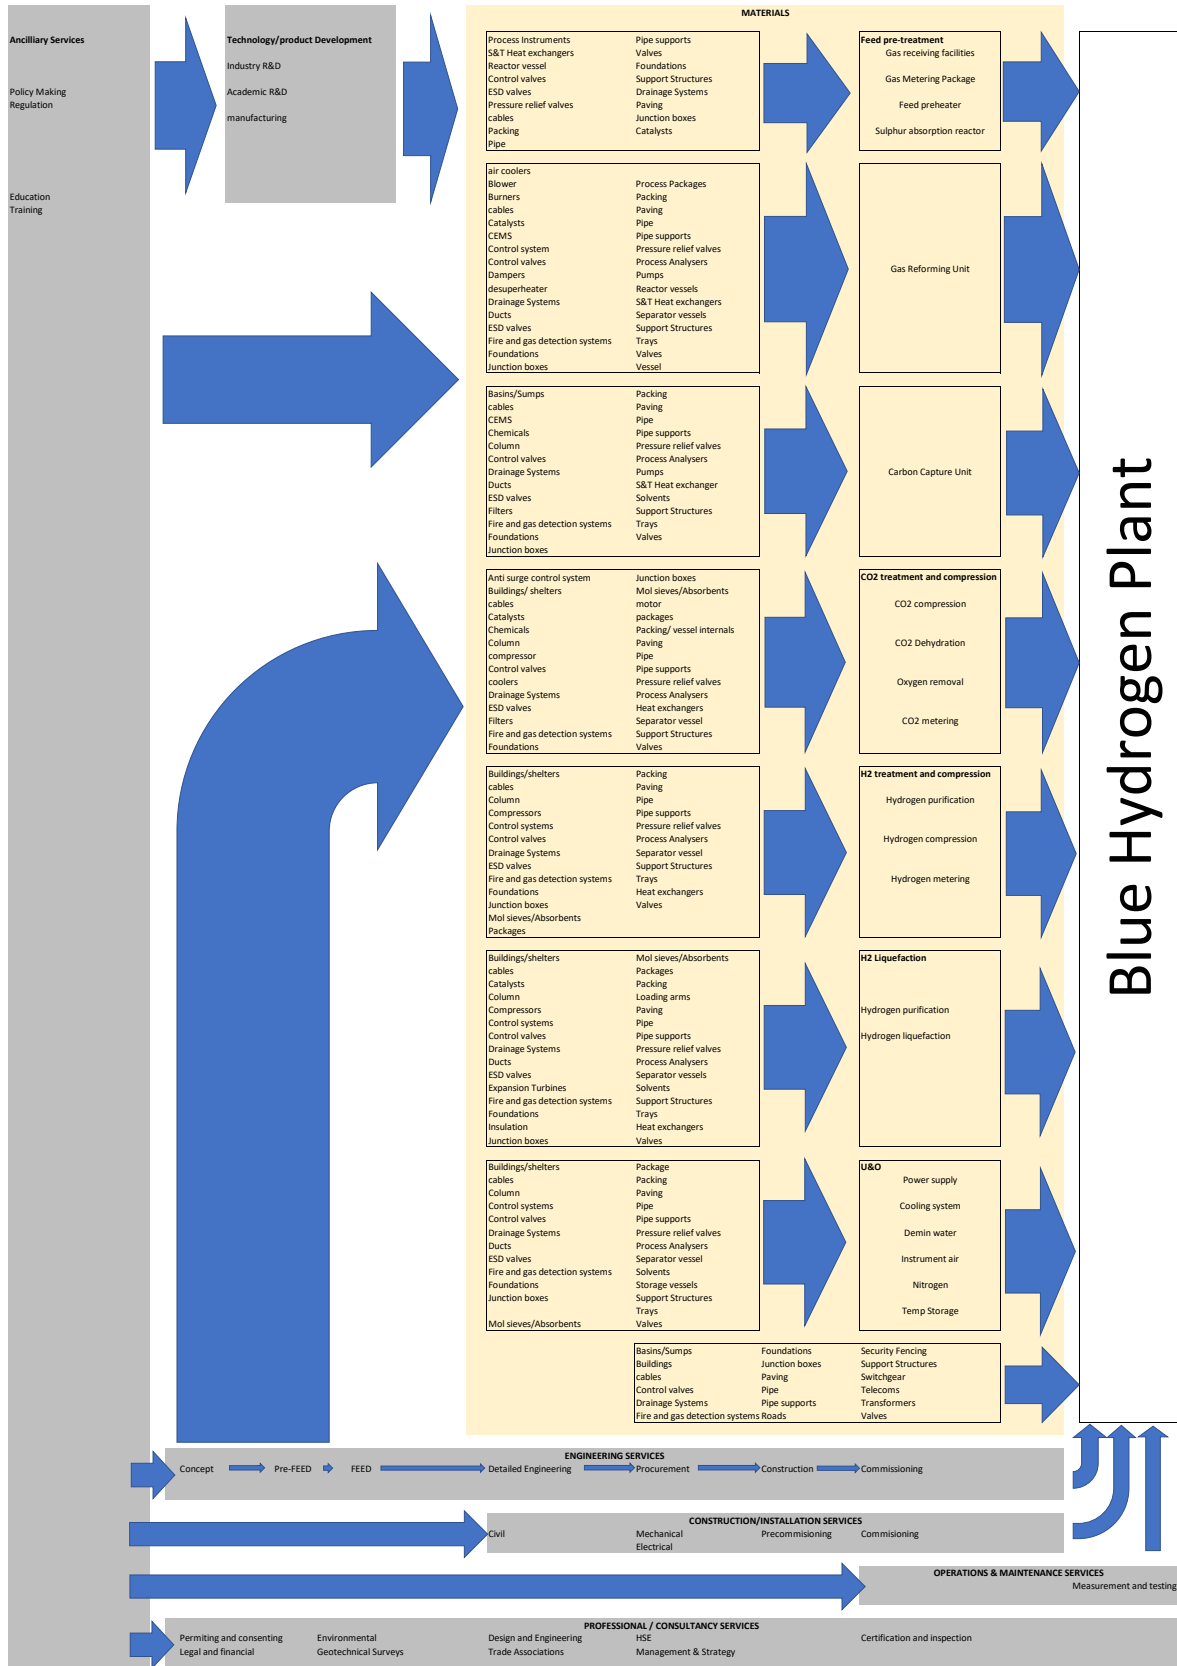 MATERIALS
Ancilliary Services
Policy Making
Regulation
Education
Training
Technology/product Development
Industry R&D
Academic R&D
manufacturing
Process Instruments Pipe supports
S&T Heat exchangers Valves
Reactor vessel Foundations
Control valves Support Structures
ESD valves Drainage Systems
Pressure relief valves Paving
cables Junction boxes
Packing Catalysts
Pipe
Feed pre-treatment
Gas receiving facilities
Gas Metering Package
Feed preheater
Sulphur absorption reactor
air coolers
Blower Process Packages
Burners Packing
cables Paving
Catalysts Pipe
CEMS Pipe supports
Control system Pressure relief valves
Control valves Process Analysers
Dampers Pumps
desuperheater Reactor vessels
Drainage Systems S&T Heat exchangers
Ducts Separator vessels
ESD valves Support Structures
Fire and gas detection systems Trays
Foundations Valves
Junction boxes Vessel
Gas Reforming Unit
Basins/Sumps Packing
cables Paving
CEMS Pipe
Chemicals Pipe supports
Column Pressure relief valves
Control valves Process Analysers
Drainage Systems Pumps
Ducts S&T Heat exchanger
ESD valves Solvents
Filters Support Structures
Fire and gas detection systems Trays
Foundations Valves
Junction boxes
Carbon Capture Unit
Anti surge control system Junction boxes
Buildings/ shelters Mol sieves/Absorbents
cables motor
Catalysts packages
Chemicals Packing/ vessel internals
Column Paving
compressor Pipe
Control valves Pipe supports
coolers Pressure relief valves
Drainage Systems Process Analysers
ESD valves Heat exchangers
Filters Separator vessel
Fire and gas detection systems Support Structures
Foundations Valves
CO2 treatment and compression
CO2 compression
CO2 Dehydration
Oxygen removal
CO2 metering
Buildings/shelters Packing
cables Paving
Column Pipe
Compressors Pipe supports
Control systems Pressure relief valves
Control valves Process Analysers
Drainage Systems Separator vessel
ESD valves Support Structures
Fire and gas detection systems Trays
Foundations Heat exchangers
Junction boxes Valves
Mol sieves/Absorbents
Packages
H2 treatment and compression
Hydrogen purification
Hydrogen compression
Hydrogen metering
Buildings/shelters Mol sieves/Absorbents
cables Packages
Catalysts Packing
Column Loading arms
Compressors Paving
Control systems Pipe
Control valves Pipe supports
Drainage Systems Pressure relief valves
Ducts Process Analysers
ESD valves Separator vessels
Expansion Turbines Solvents
Fire and gas detection systems Support Structures
Foundations Trays
Insulation Heat exchangers
Junction boxes Valves
H2 Liquefaction
Hydrogen purification
Hydrogen liquefaction
Buildings/shelters Package
cables Packing
Column Paving
Control systems Pipe
Control valves Pipe supports
Drainage Systems Pressure relief valves
Ducts Process Analysers
ESD valves Separator vessel
Fire and gas detection systems Solvents
Foundations Storage vessels
Junction boxes Support Structures
Trays
Mol sieves/Absorbents Valves
U&O
Power supply
Cooling system
Demin water
Instrument air
Nitrogen
Temp Storage
Basins/Sumps Foundations Security Fencing
Buildings Junction boxes Support Structures
cables Paving Switchgear
Control valves Pipe Telecoms
Drainage Systems Pipe supports Transformers
Fire and gas detection systems Roads Valves
Blue Hydrogen Plant
ENGINEERING SERVICES
Concept Pre-FEED FEED Detailed Engineering Procurement Construction Commissioning
CONSTRUCTION/INSTALLATION SERVICES
Civil Mechanical Precommisioning Commisioning
Electrical
OPERATIONS & MAINTENANCE SERVICES
Measurement and testing
PROFESSIONAL / CONSULTANCY SERVICES
Permiting and consenting Environmental Design and Engineering HSE Certification and inspection
Legal and financial Geotechnical Surveys Trade Associations Management & Strategy